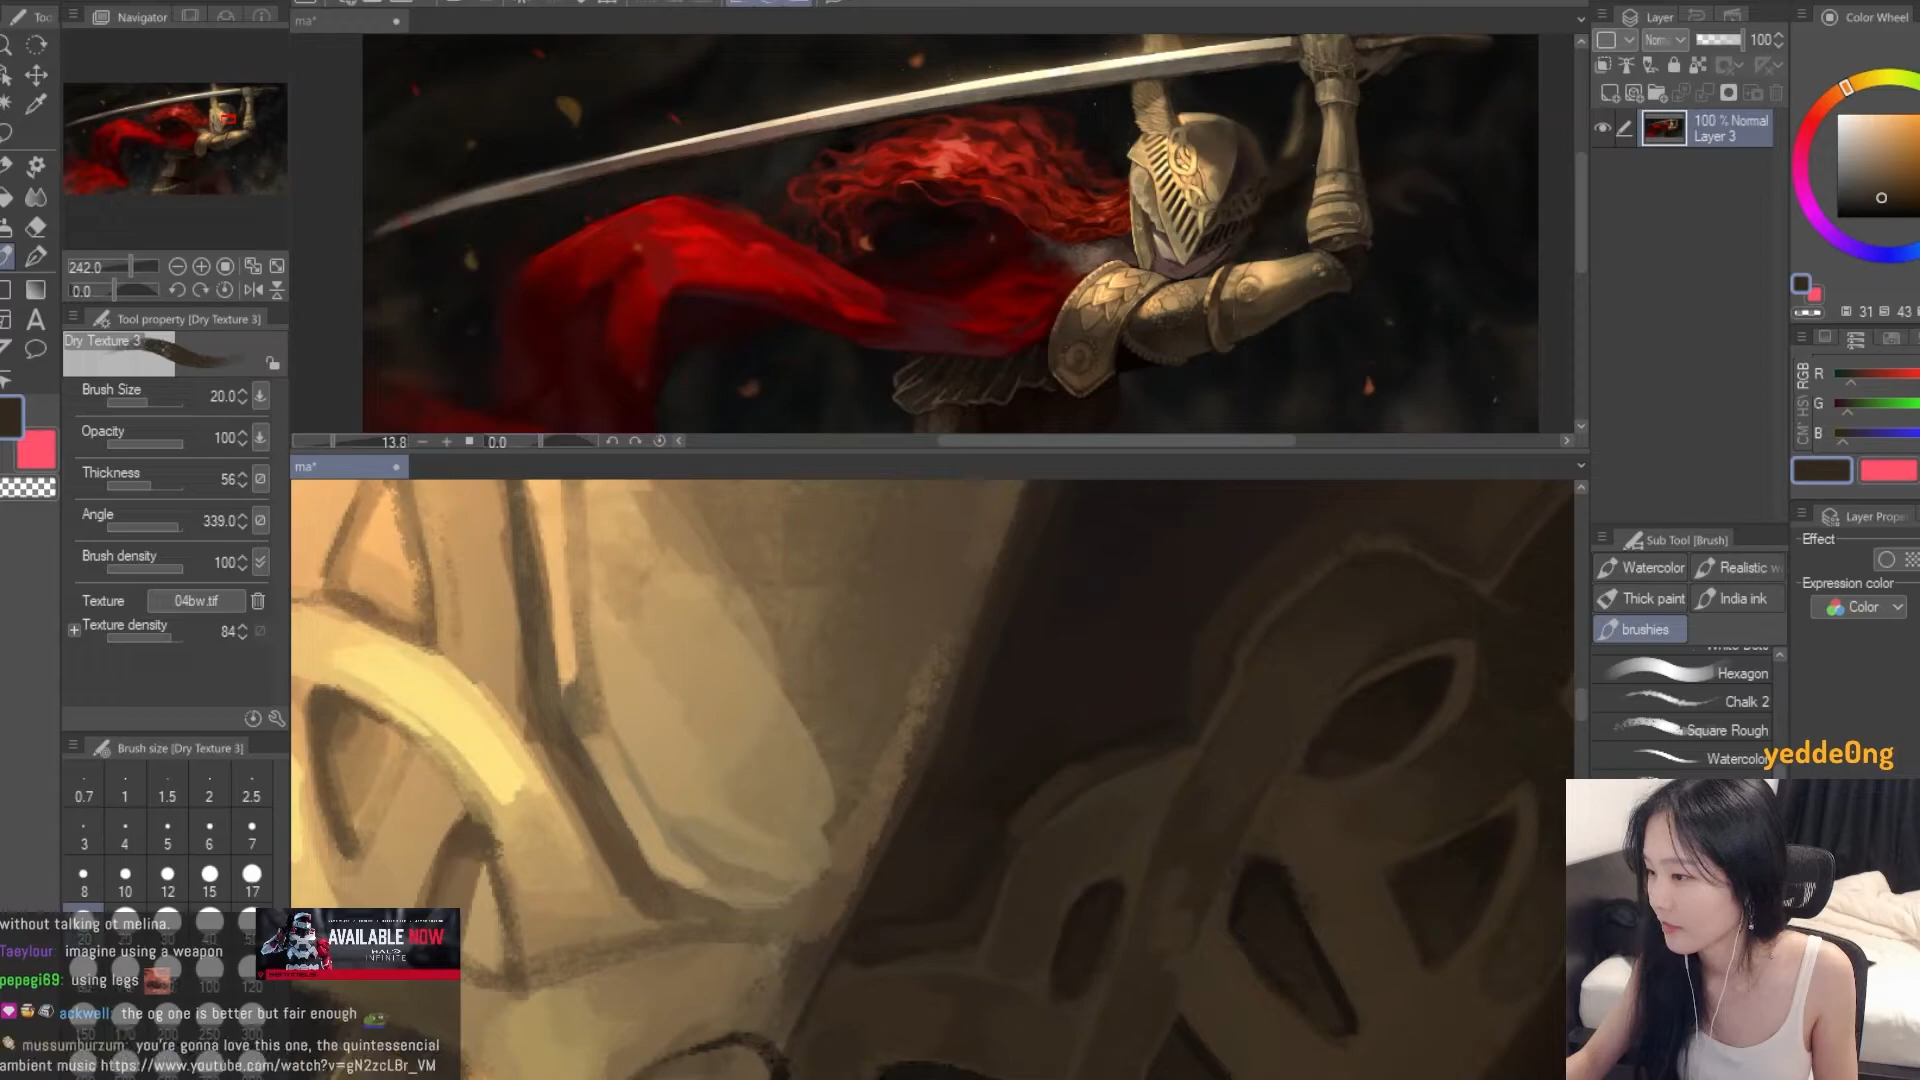 Navigator
ma*
Layer
Color Wheel
100
100 % Normal
Layer 3
242.0
0.0
Tool property [Dry Texture 3]
Dry Texture 3
Brush Size
20.0
Opacity
100
Thickness
56
Angle
339.0
Brush density
100
Texture
04bw.tif
Texture density
84
13.8
0.0
ma*
31
43
RGB
R
G
B
Layer Prope
Effect
Expression color
Color
Sub Tool [Brush]
Watercolor
Realistic w
Thick paint
India ink
brushies
Hexagon
Chalk 2
Square Rough
Watercolor
yedde0ng
Brush size [Dry Texture 3]
0.7
1
1.5
2
2.5
3
4
5
6
7
8
10
12
15
17
without talking ot melina.
Taeylour: imagine using a weapon
pepegi69: using legs
ackwell: the og one is better but fair enough
mussumburzum: you're gonna love this one, the quintessencial
ambient music https://www.youtube.com/watch?v=gN2zcLBr_VM
AVAILABLE NOW
HALO
INFINITE